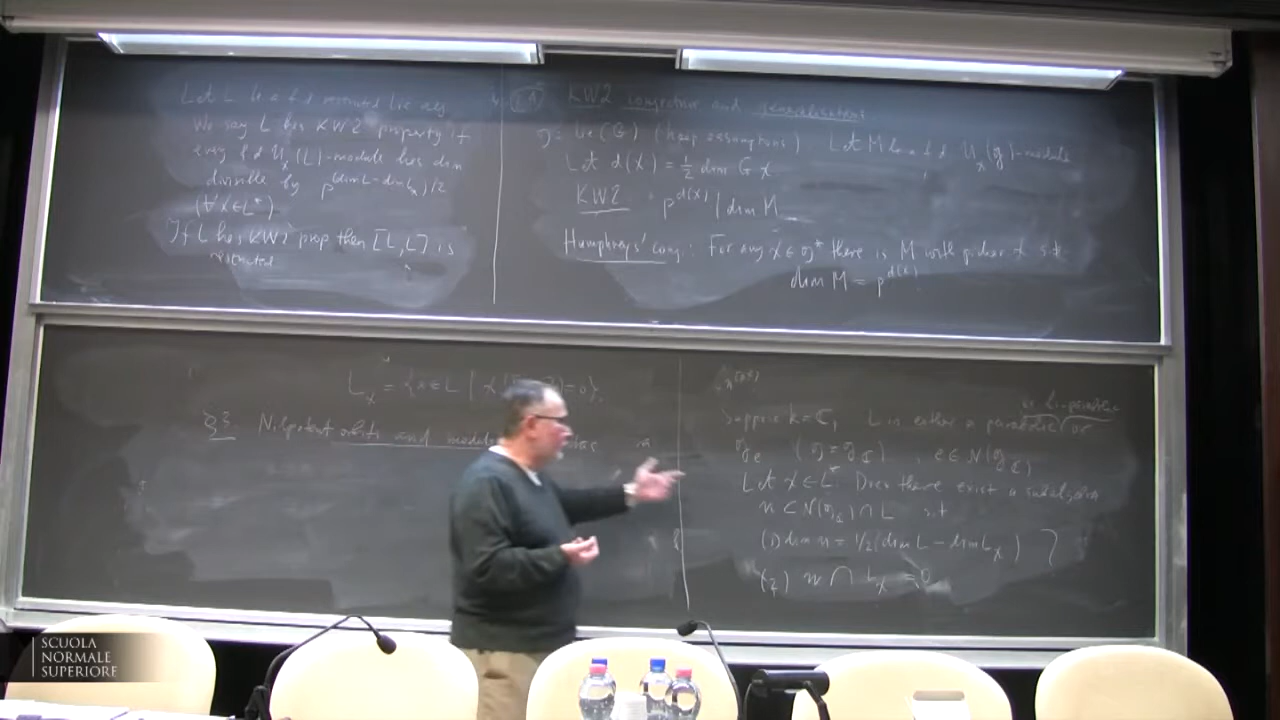 Let L be a f d restricted Lie alg
We say L has KW2 property if
every f d U_χ(L)-module has dim
divisible by p^{(dim L - dim L_χ)/2}
(∀ χ ∈ L*).
If L has KW2 prop then [L, L] is
restricted
KW2 conjecture and generalisations
g = Lie (G) (heap assumptions) Let M be a f d U_χ(g)-module
Let d(χ) = 1/2 dim G χ
KW2 : p^{d(χ)} | dim M
Humphreys' conj.: For any χ ∈ g* there is M with p-char χ s.t.
dim M = p^{d(χ)}
L_χ = {x ∈ L | χ
§3. Nilpotent orbits and
Suppose k = ℂ, L is either a parabolic or
g_e (g = g_ℂ), e ∈ N(g_ℂ)
Let χ ∈ L*. Does there exist a subalgebra
n ⊂ N(g_ℂ) ∩ L s.t
(1) dim n = 1/2 (dim L - dim L_χ)
(2) n ∩ L_χ = 0
SCUOLA
NORMALE
SUPERIORE